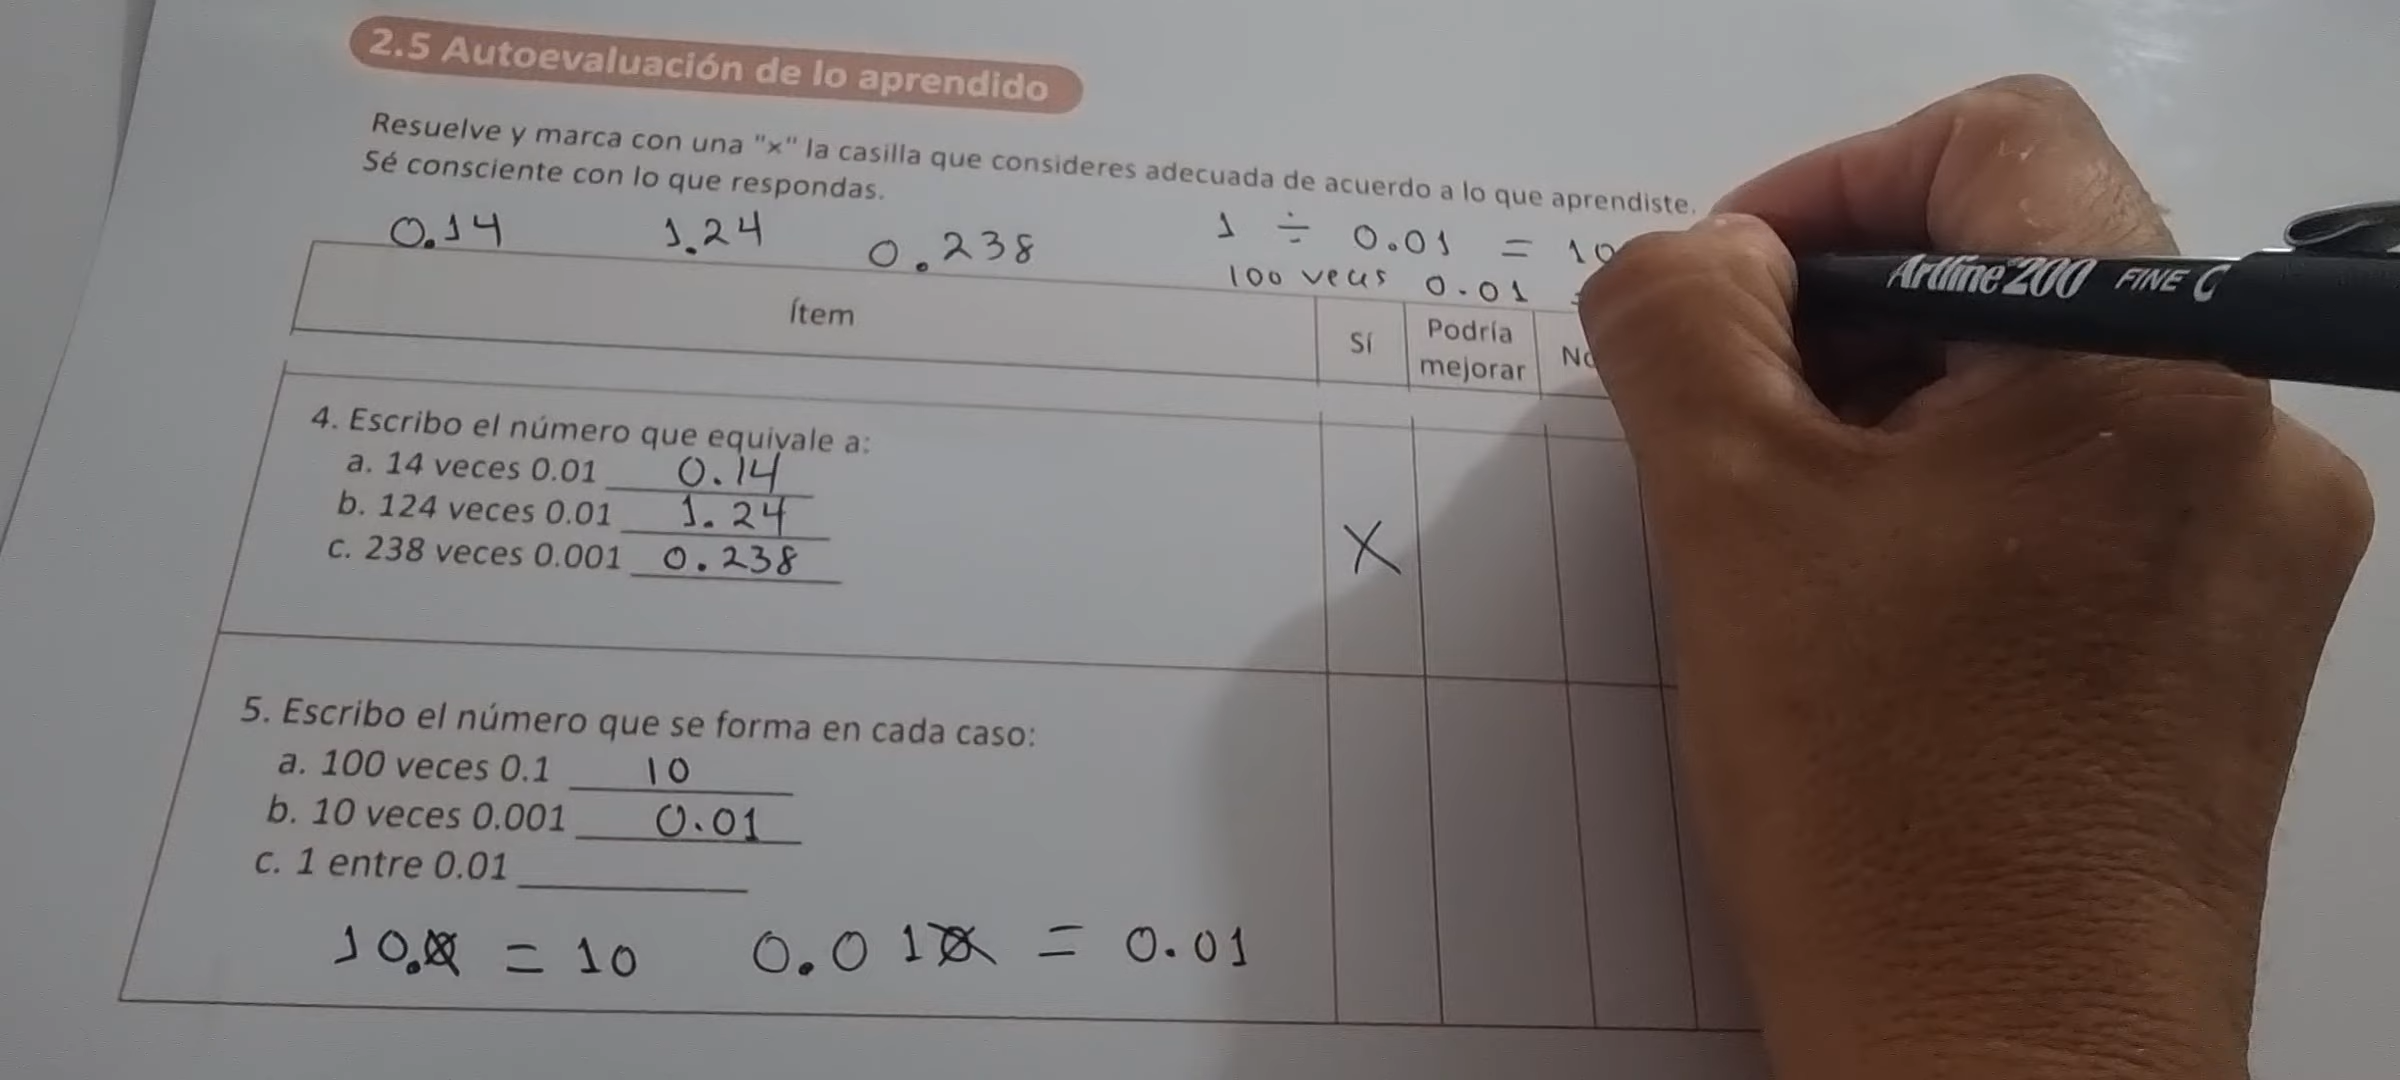 2.5 Autoevaluación de lo aprendido
Resuelve y marca con una "x" la casilla que consideres adecuada de acuerdo a lo que aprendiste.
Sé consciente con lo que respondas.
0.14 1.24 0.238 1 ÷ 0.01 = 10
100 veces 0.01
Ítem Sí Podría mejorar
4. Escribo el número que equivale a:
a. 14 veces 0.01 0.14
b. 124 veces 0.01 1.24
c. 238 veces 0.001 0.238
X
5. Escribo el número que se forma en cada caso:
a. 100 veces 0.1 10
b. 10 veces 0.001 0.01
c. 1 entre 0.01
10.0 = 10 0.010 = 0.01
Artline 200 FINE